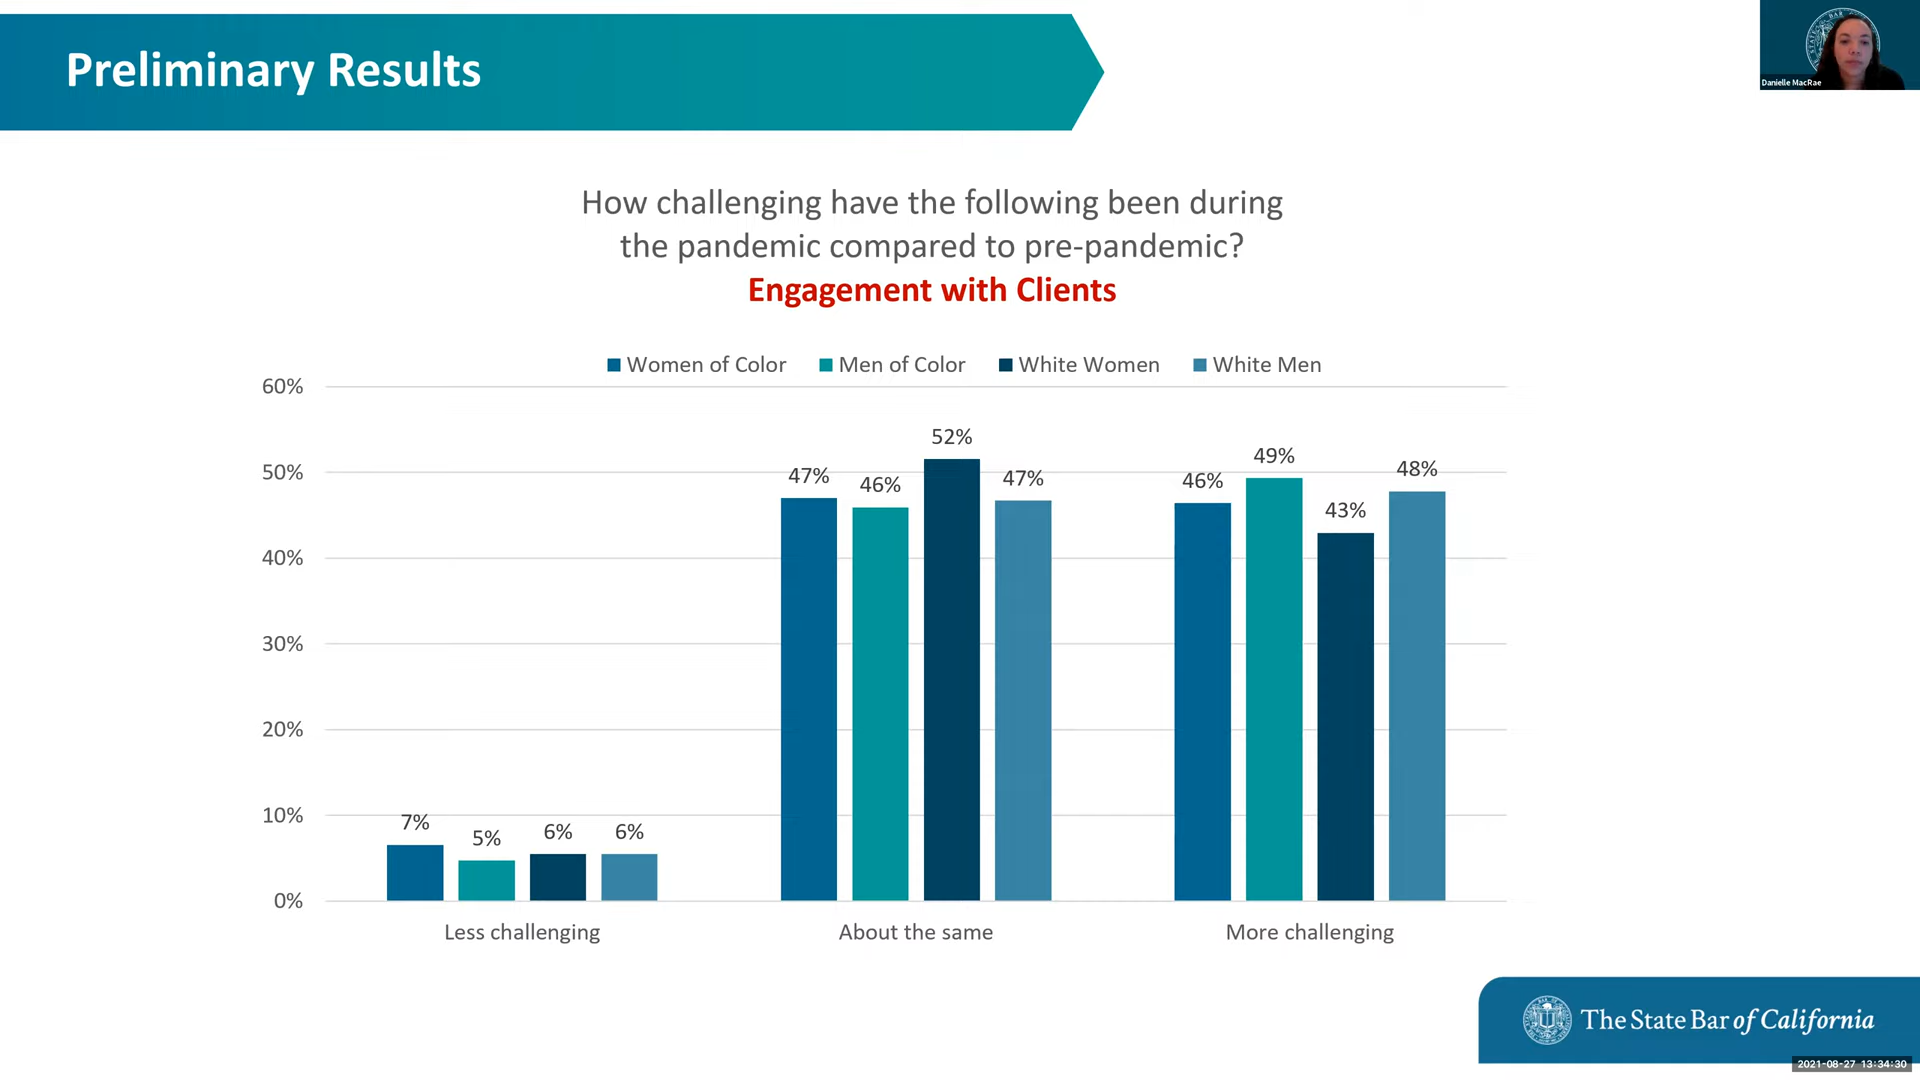 Preliminary Results
Danielle MacRae
How challenging have the following been during
the pandemic compared to pre-pandemic?
Engagement with Clients
Women of Color Men of Color White Women White Men
60%
50%
40%
30%
20%
10%
0%
7% 5% 6% 6%
47% 46% 52% 47%
46% 49% 43% 48%
Less challenging About the same More challenging
The State Bar of California
2021-08-27 13:34:30